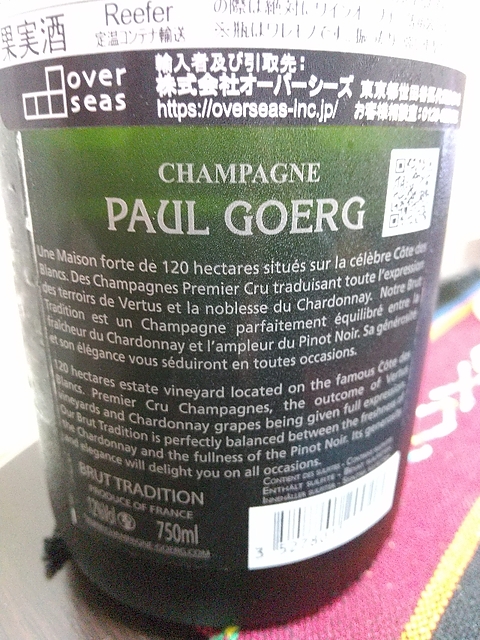 果実酒
Reefer
定温コンテナ輸送
over
seas
輸入者及び引取先：
株式会社オーバーシーズ
https://overseas-inc.jp/
CHAMPAGNE
PAUL GOERG
Une Maison forte de 120 hectares situés sur la célèbre Côte des
Blancs. Des Champagnes Premier Cru traduisant toute l'expression
des terroirs de Vertus et la noblesse du Chardonnay. Notre Brut
Tradition est un Champagne parfaitement équilibré entre la
fraîcheur du Chardonnay et l'ampleur du Pinot Noir. Sa générosité
et son élégance vous séduiront en toutes occasions.
120 hectares estate vineyard located on the famous Côte des
Blancs. Premier Cru Champagnes, the outcome of Vertus
vineyards and Chardonnay grapes being given full expression.
Our Brut Tradition is perfectly balanced between the freshness of
the Chardonnay and the fullness of the Pinot Noir. Its generosity
and elegance will delight you on all occasions.
BRUT TRADITION
PRODUCE OF FRANCE
750ml
CONTIENT DES SULFITES
ENTHÄLT SULFITE